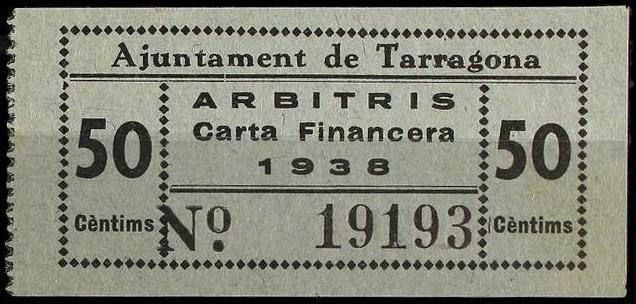 Ajuntament de Tarragona
ARBITRIS
Carta Financera
1938
50 Cèntims
Nº. 19193
50 Cèntims